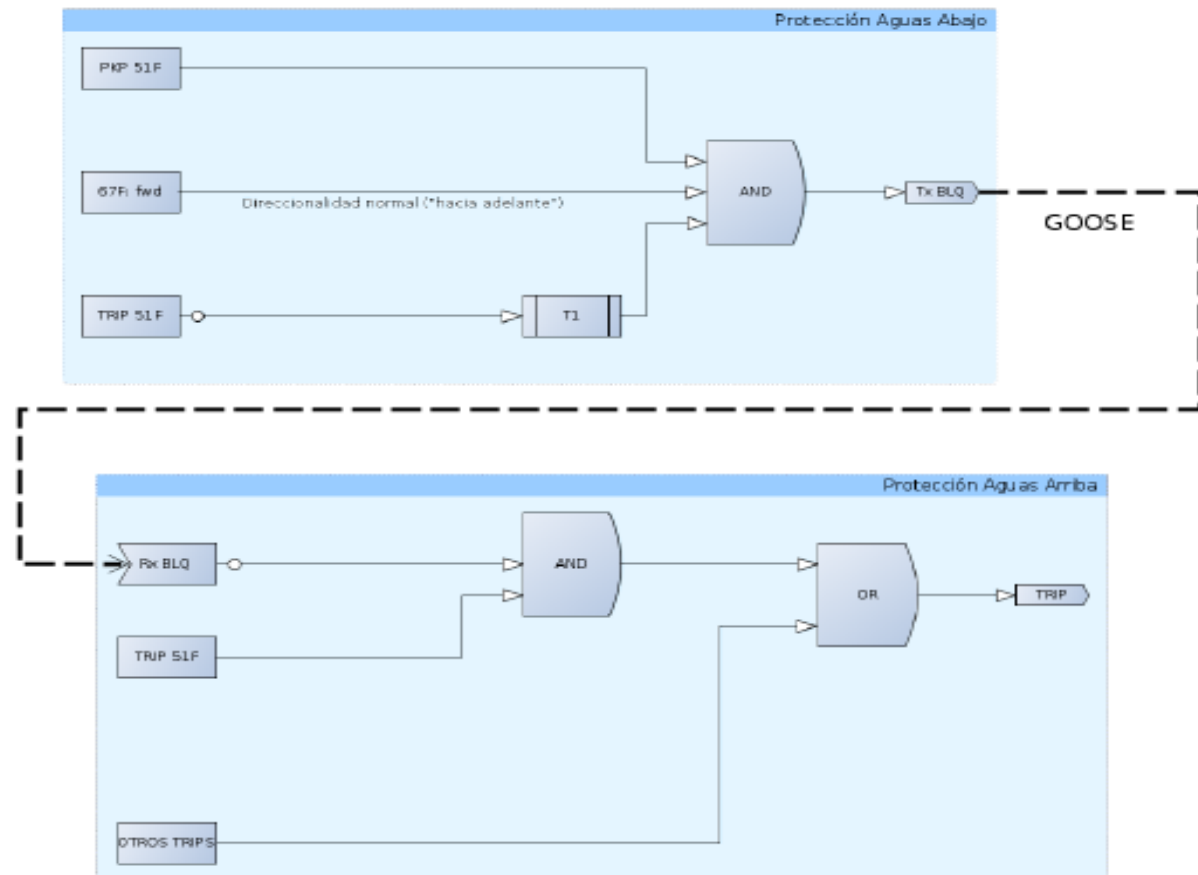 Protección Aguas Abajo
PKP 51F
67Fi fwd
Direccionalidad normal ("hacia adelante")
AND
Tx BLQ
GOOSE
TRIP 51F
T1
Protección Aguas Arriba
Rx BLQ
AND
OR
TRIP
TRIP 51F
OTROS TRIPS